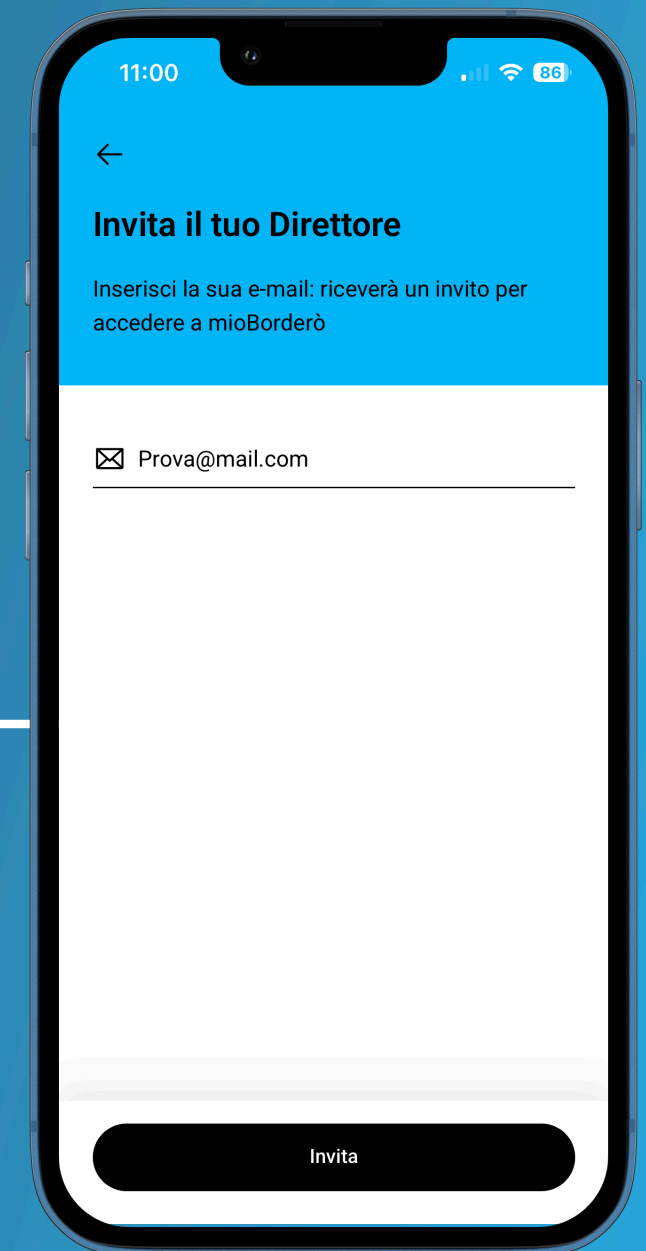 11:00
86
Invita il tuo Direttore
Inserisci la sua e-mail: riceverà un invito per
accedere a mioBorderò
Prova@mail.com
Invita